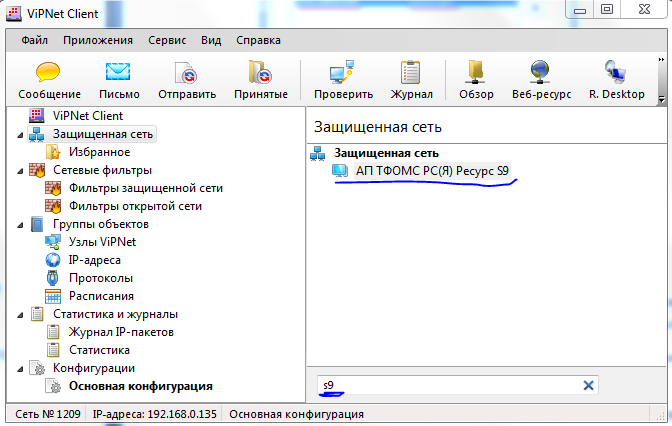 ViPNet Client
Файл Приложения Сервис Вид Справка
Сообщение Письмо Отправить Принятые Проверить Журнал Обзор Веб-ресурс R. Desktop
ViPNet Client
Защищенная сеть
Избранное
Сетевые фильтры
Фильтры защищенной сети
Фильтры открытой сети
Группы объектов
Узлы ViPNet
IP-адреса
Протоколы
Расписания
Статистика и журналы
Журнал IP-пакетов
Статистика
Конфигурации
Основная конфигурация
Защищенная сеть
Защищенная сеть
АП ТФОМС РС(Я) Ресурс S9
s9
Сеть № 1209 IP-адреса: 192.168.0.135 Основная конфигурация